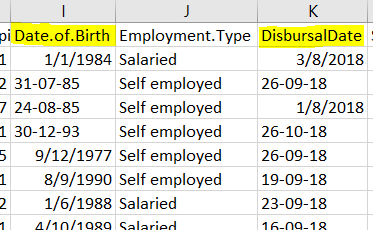 I J K
pi Date.of.Birth Employment.Type DisbursalDate
1 1/1/1984 Salaried 3/8/2018
2 31-07-85 Self employed 26-09-18
7 24-08-85 Self employed 1/8/2018
1 30-12-93 Self employed 26-10-18
5 9/12/1977 Self employed 26-09-18
1 8/9/1990 Self employed 19-09-18
2 1/6/1988 Salaried 23-09-18
1 4/10/1989 Salaried 16-09-18